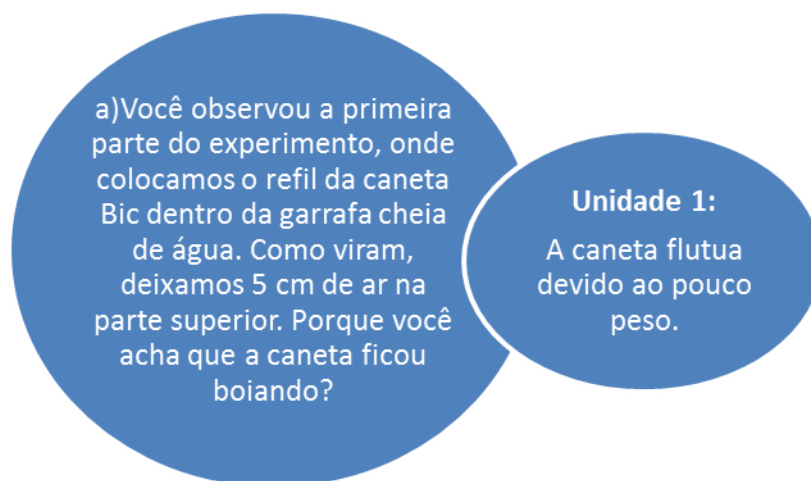 a)Você observou a primeira
parte do experimento, onde
colocamos o refil da caneta
Bic dentro da garrafa cheia
de água. Como viram,
deixamos 5 cm de ar na
parte superior. Porque você
acha que a caneta ficou
boiando?
Unidade 1:
A caneta flutua
devido ao pouco
peso.